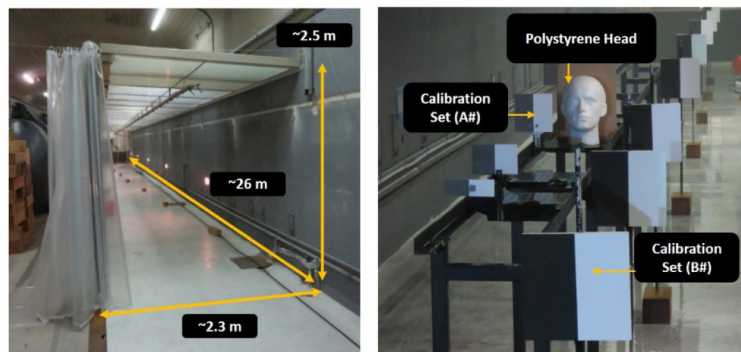 ~2.5 m
~26 m
~2.3 m
Polystyrene Head
Calibration
Set (A#)
Calibration
Set (B#)